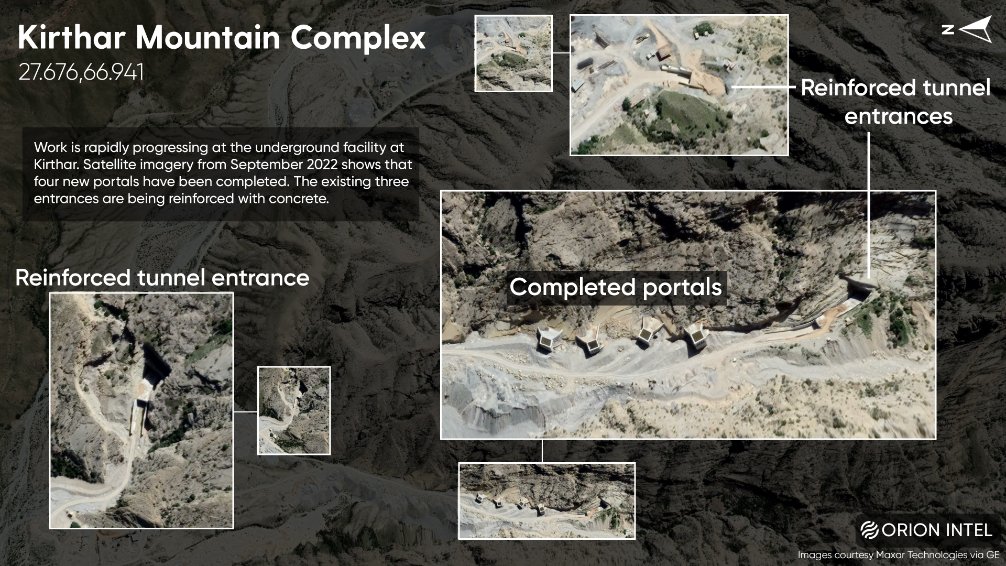 Kirthar Mountain Complex
27.676,66.941
Work is rapidly progressing at the underground facility at
Kirthar. Satellite imagery from September 2022 shows that
four new portals have been completed. The existing three
entrances are being reinforced with concrete.
N
Reinforced tunnel
entrances
Reinforced tunnel entrance
Completed portals
ORION INTEL
Images courtesy Maxar Technologies via GE